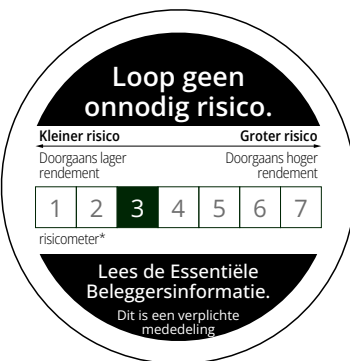 Loop geen
onnodig risico.
Kleiner risico Groter risico
Doorgaans lager Doorgaans hoger
rendement rendement
1 2 3 4 5 6 7
risicometer*
Lees de Essentiële
Beleggersinformatie.
Dit is een verplichte
mededeling